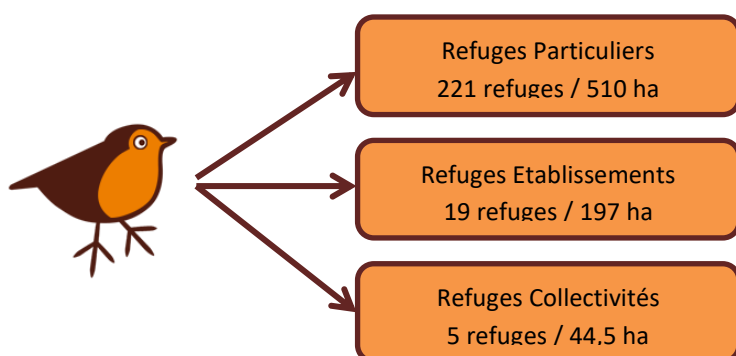 Refuges Particuliers
221 refuges / 510 ha
Refuges Etablissements
19 refuges / 197 ha
Refuges Collectivités
5 refuges / 44,5 ha